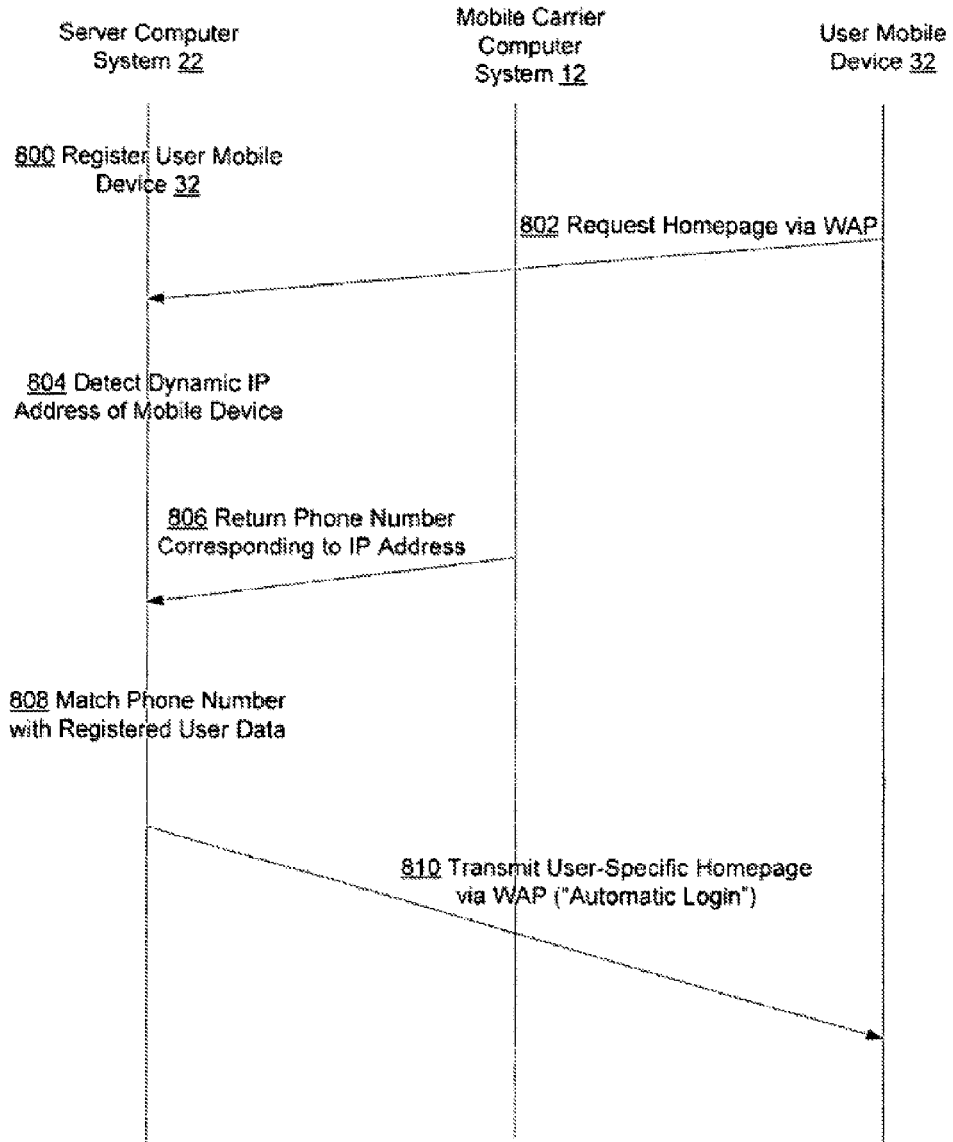 Server Computer
System 22
Mobile Carrier
Computer
System 12
User Mobile
Device 32
800 Register User Mobile
Device 32
802 Request Homepage via WAP
804 Detect Dynamic IP
Address of Mobile Device
806 Return Phone Number
Corresponding to IP Address
808 Match Phone Number
with Registered User Data
810 Transmit User-Specific Homepage
via WAP ("Automatic Login")